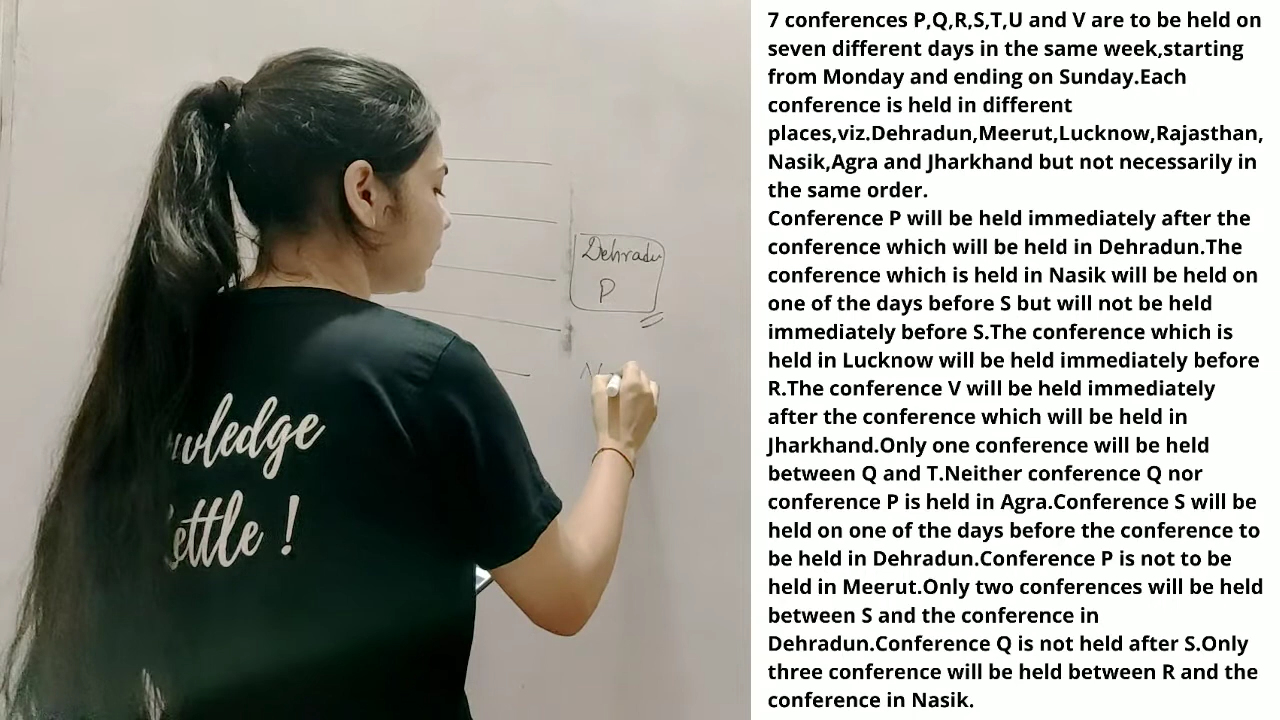 7 conferences P,Q,R,S,T,U and V are to be held on
seven different days in the same week,starting
from Monday and ending on Sunday.Each
conference is held in different
places,viz.Dehradun,Meerut,Lucknow,Rajasthan,
Nasik,Agra and Jharkhand but not necessarily in
the same order.
Conference P will be held immediately after the
conference which will be held in Dehradun.The
conference which is held in Nasik will be held on
one of the days before S but will not be held
immediately before S.The conference which is
held in Lucknow will be held immediately before
R.The conference V will be held immediately
after the conference which will be held in
Jharkhand.Only one conference will be held
between Q and T.Neither conference Q nor
conference P is held in Agra.Conference S will be
held on one of the days before the conference to
be held in Dehradun.Conference P is not to be
held in Meerut.Only two conferences will be held
between S and the conference in
Dehradun.Conference Q is not held after S.Only
three conference will be held between R and the
conference in Nasik.
Dehradu
P
!